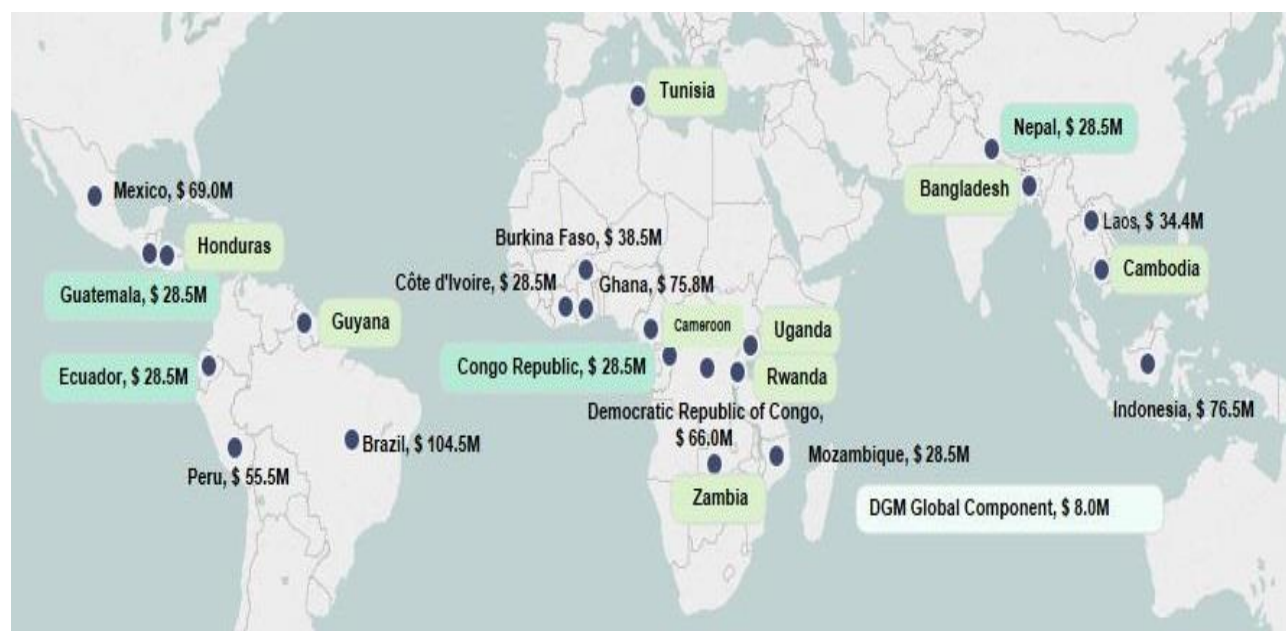 Tunisia
Nepal, $ 28.5M
Mexico, $ 69.0M
Bangladesh
Laos, $ 34.4M
Honduras
Burkina Faso, $ 38.5M
Cambodia
Guatemala, $ 28.5M
Côte d'Ivoire, $ 28.5M
Ghana, $ 75.8M
Guyana
Cameroon
Uganda
Ecuador, $ 28.5M
Congo Republic, $ 28.5M
Rwanda
Democratic Republic of Congo,
$ 66.0M
Indonesia, $ 76.5M
Brazil, $ 104.5M
Peru, $ 55.5M
Mozambique, $ 28.5M
Zambia
DGM Global Component, $ 8.0M